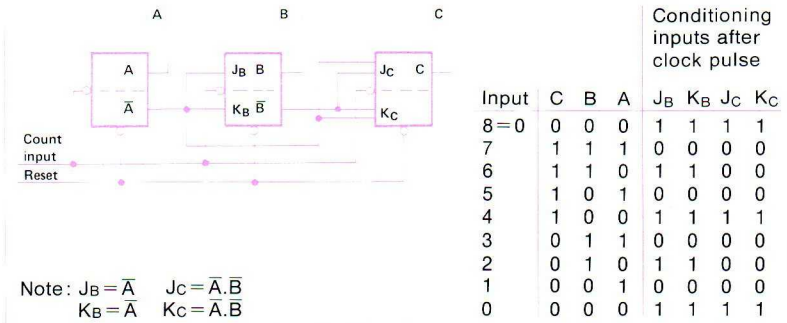 A B C
A
A̅
J_B B
K_B B̅
J_C C
K_C
Count
input
Reset
Note: J_B = A̅ J_C = A̅.B̅
K_B = A̅ K_C = A̅.B̅
Conditioning
inputs after
clock pulse
Input C B A J_B K_B J_C K_C
8=0 0 0 0 1 1 1 1
7 1 1 1 0 0 0 0
6 1 1 0 1 1 0 0
5 1 0 1 0 0 0 0
4 1 0 0 1 1 1 1
3 0 1 1 0 0 0 0
2 0 1 0 1 1 0 0
1 0 0 1 0 0 0 0
0 0 0 0 1 1 1 1